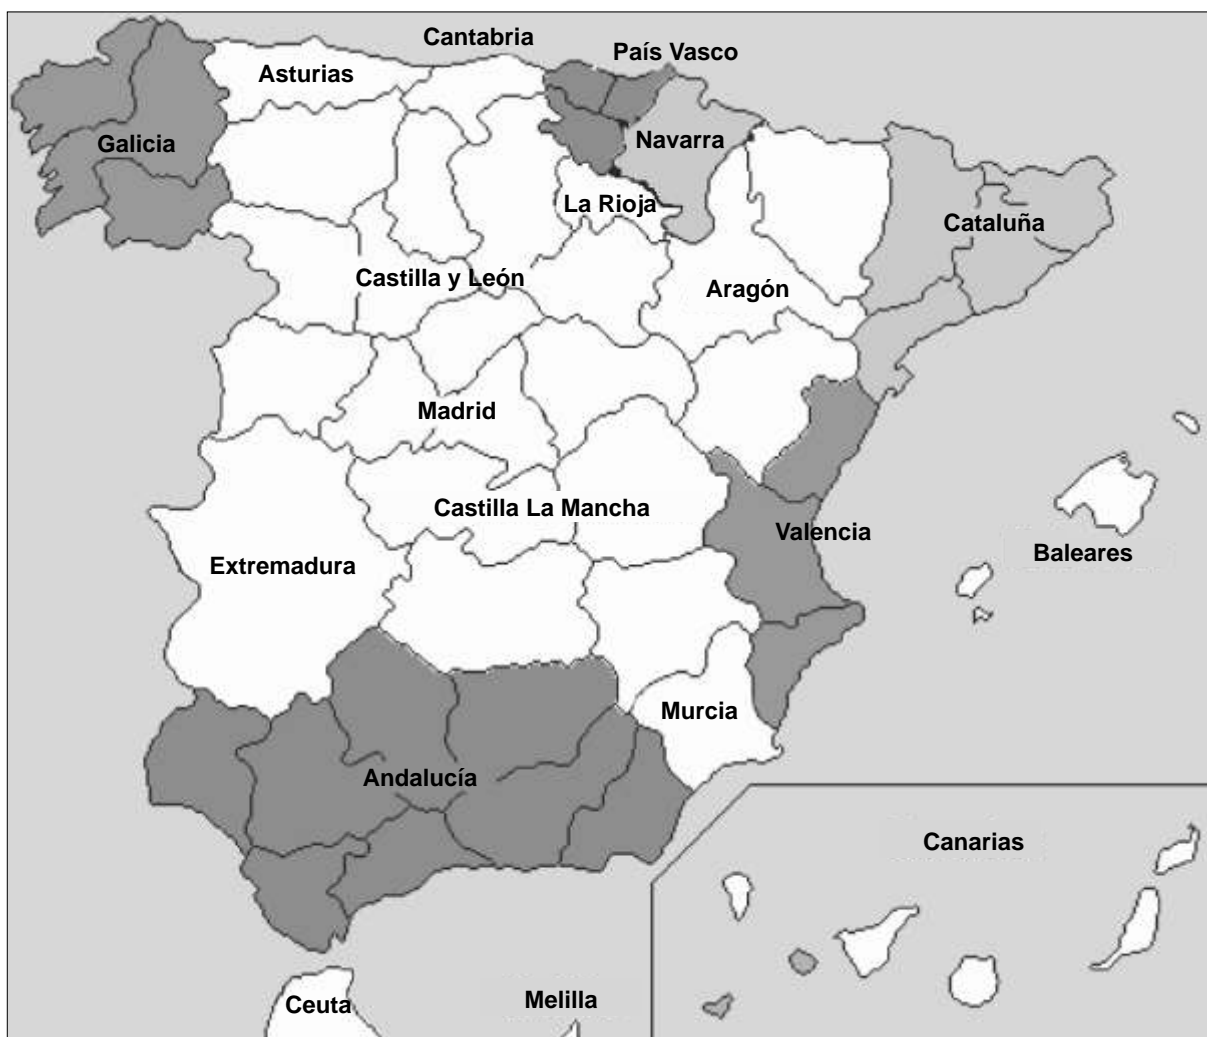 Cantabria
País Vasco
Asturias
Galicia
Navarra
La Rioja
Cataluña
Castilla y León
Aragón
Madrid
Castilla La Mancha
Valencia
Baleares
Extremadura
Murcia
Andalucía
Canarias
Ceuta
Melilla